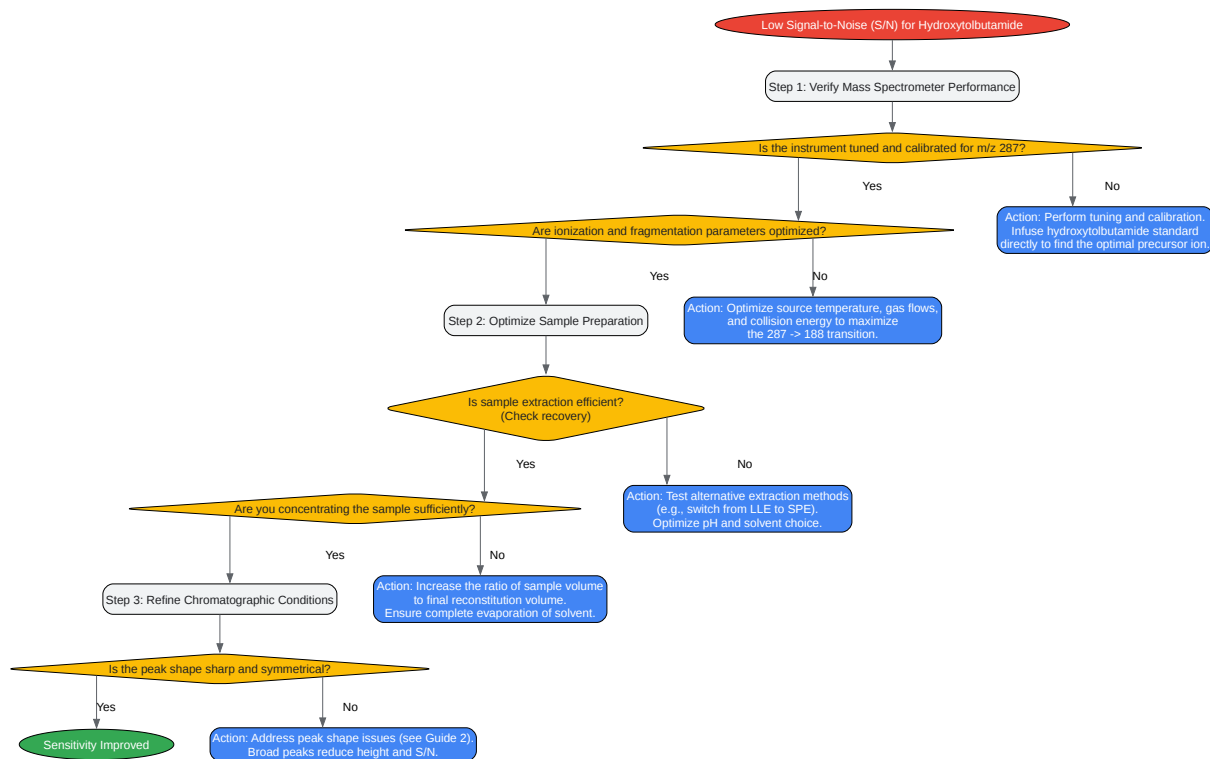 Low Signal-to-Noise (S/N) for Hydroxytolbutamide
Step 1: Verify Mass Spectrometer Performance
Is the instrument tuned and calibrated for m/z 287?
Yes
No
Action: Perform tuning and calibration.
Infuse hydroxytolbutamide standard
directly to find the optimal precursor ion.
Are ionization and fragmentation parameters optimized?
Yes
No
Action: Optimize source temperature, gas flows,
and collision energy to maximize
the 287 -> 188 transition.
Step 2: Optimize Sample Preparation
Is sample extraction efficient?
(Check recovery)
Yes
No
Action: Test alternative extraction methods
(e.g., switch from LLE to SPE).
Optimize pH and solvent choice.
Are you concentrating the sample sufficiently?
Yes
No
Action: Increase the ratio of sample volume
to final reconstitution volume.
Ensure complete evaporation of solvent.
Step 3: Refine Chromatographic Conditions
Is the peak shape sharp and symmetrical?
Yes
No
Sensitivity Improved
Action: Address peak shape issues (see Guide 2).
Broad peaks reduce height and S/N.